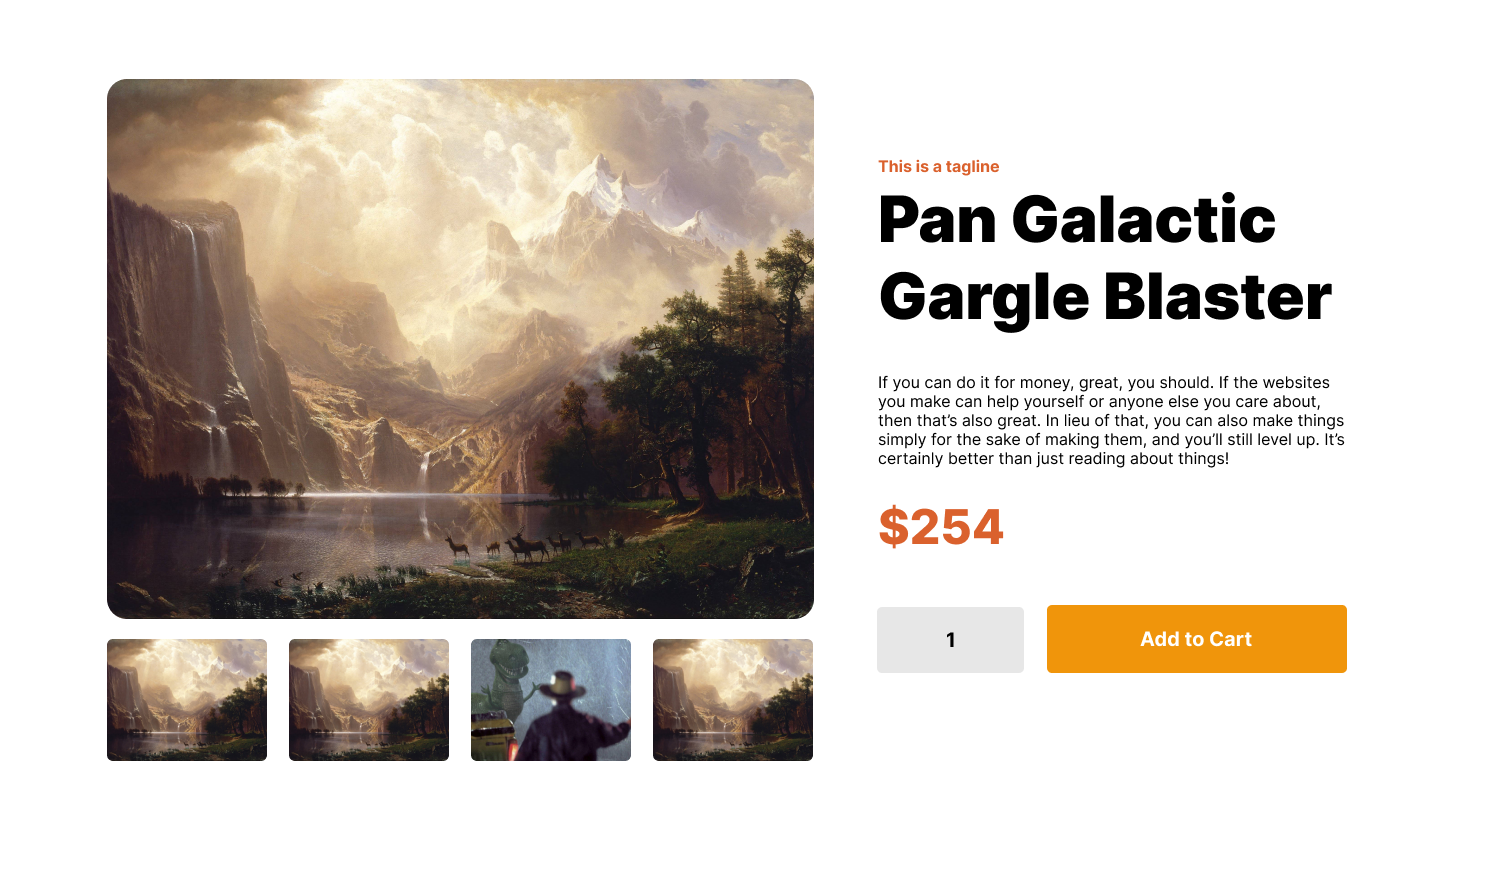 This is a tagline
Pan Galactic
Gargle Blaster
If you can do it for money, great, you should. If the websites
you make can help yourself or anyone else you care about,
then that’s also great. In lieu of that, you can also make things
simply for the sake of making them, and you’ll still level up. It’s
certainly better than just reading about things!
$254
1
Add to Cart